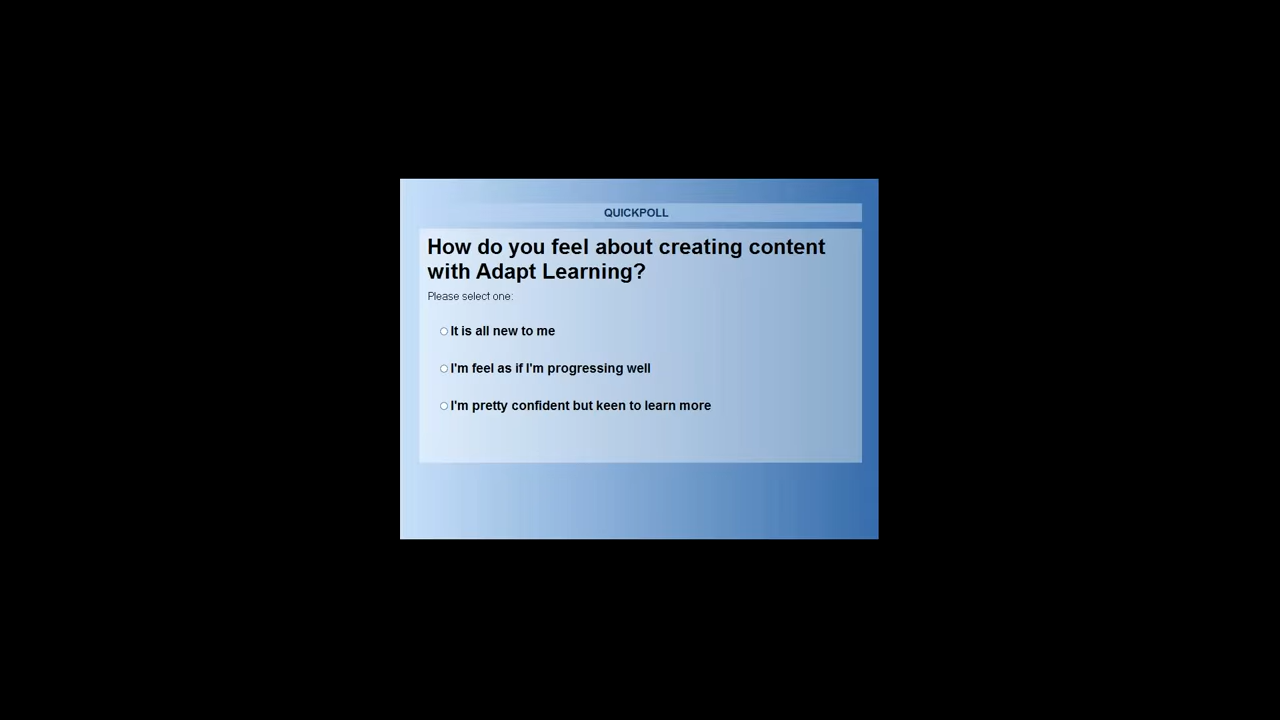 QUICKPOLL
How do you feel about creating content
with Adapt Learning?
Please select one:
It is all new to me
I'm feel as if I'm progressing well
I'm pretty confident but keen to learn more